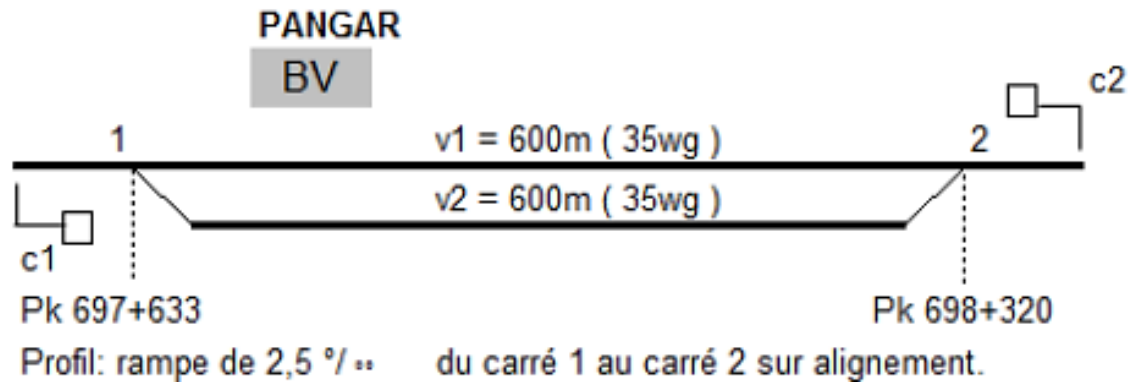 PANGAR
BV
c2
1 v1 = 600m ( 35wg ) 2
v2 = 600m ( 35wg )
c1
Pk 697+633 Pk 698+320
Profil: rampe de 2,5 °/ °° du carré 1 au carré 2 sur alignement.